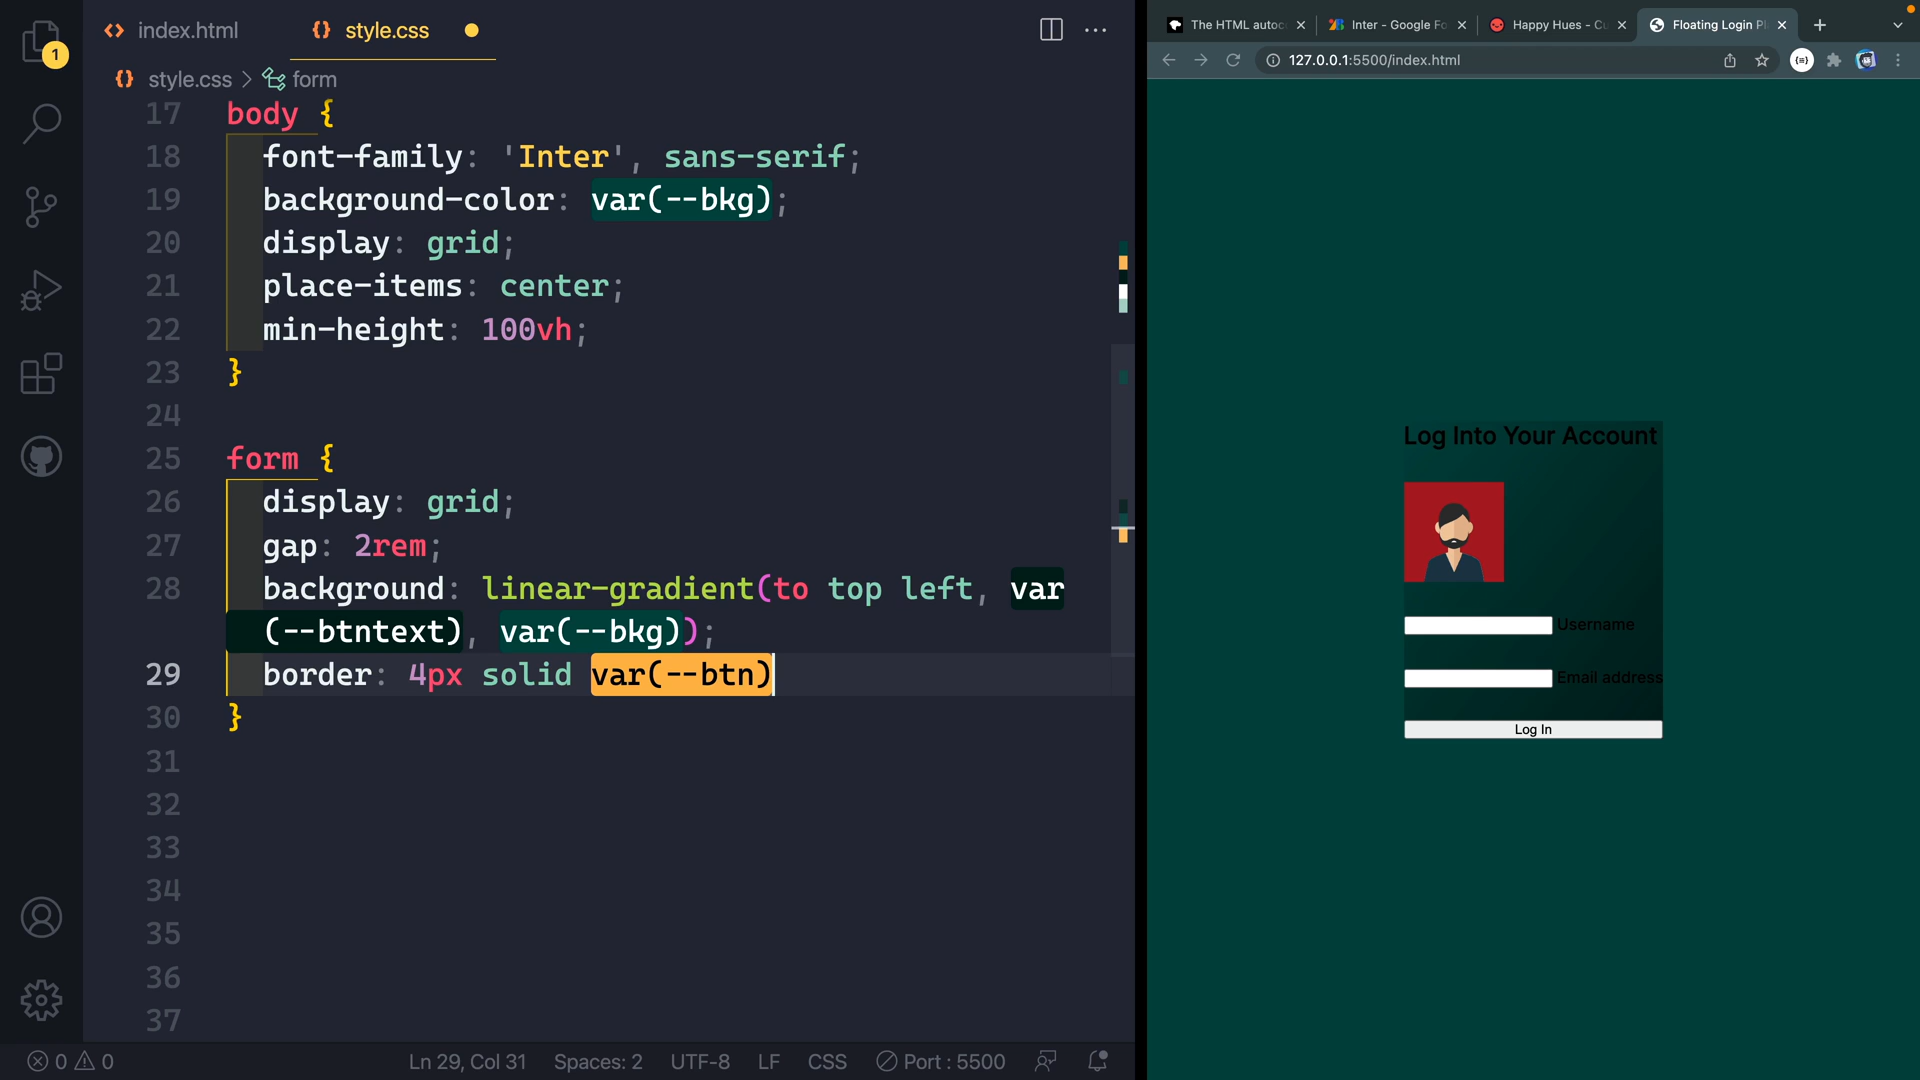 index.html
style.css
1
style.css > form
17 body {
18 font-family: 'Inter', sans-serif;
19 background-color: var(--bkg);
20 display: grid;
21 place-items: center;
22 min-height: 100vh;
23 }
24
25 form {
26 display: grid;
27 gap: 2rem;
28 background: linear-gradient(to top left, var
(--btntext), var(--bkg));
29 border: 4px solid var(--btn)
30 }
31
32
33
34
35
36
37
0 0 Ln 29, Col 31 Spaces: 2 UTF-8 LF CSS Port : 5500
The HTML autoc
Inter - Google Fo
Happy Hues - Cu
Floating Login Pl
127.0.0.1:5500/index.html
Log Into Your Account
Username
Email address
Log In